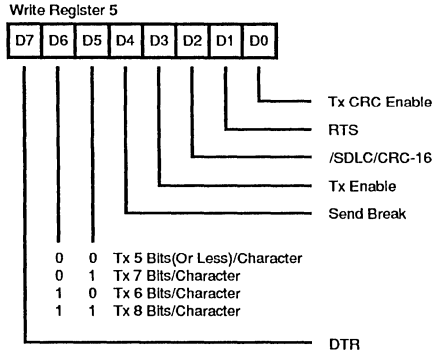 Write Register 5
D7 D6 D5 D4 D3 D2 D1 D0
Tx CRC Enable
RTS
/SDLC/CRC-16
Tx Enable
Send Break
0 0 Tx 5 Bits(Or Less)/Character
0 1 Tx 7 Bits/Character
1 0 Tx 6 Bits/Character
1 1 Tx 8 Bits/Character
DTR